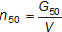 n₅₀ = G₅₀ / V